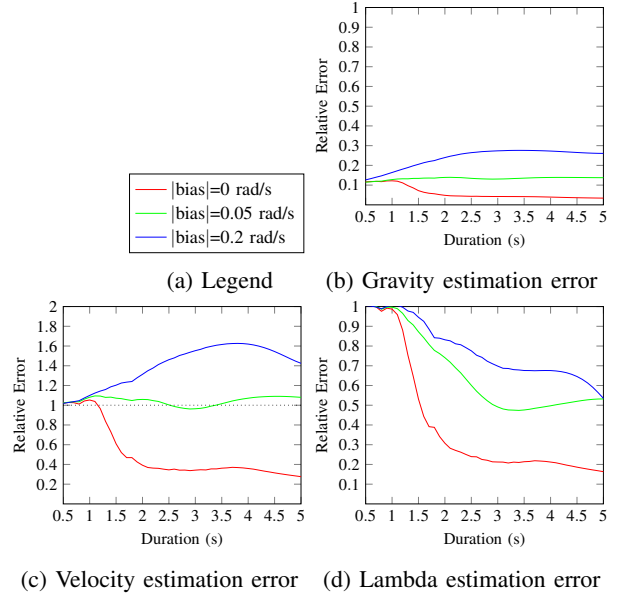 1
0.9
0.8
0.7
0.6
0.5
0.4
0.3
0.2
0.1
Relative Error
0.5 1 1.5 2 2.5 3 3.5 4 4.5 5
Duration (s)
|bias|=0 rad/s
|bias|=0.05 rad/s
|bias|=0.2 rad/s
(a) Legend
(b) Gravity estimation error
2
1.8
1.6
1.4
1.2
1
0.8
0.6
0.4
0.2
Relative Error
0.5 1 1.5 2 2.5 3 3.5 4 4.5 5
Duration (s)
(c) Velocity estimation error
1
0.9
0.8
0.7
0.6
0.5
0.4
0.3
0.2
0.1
Relative Error
0.5 1 1.5 2 2.5 3 3.5 4 4.5 5
Duration (s)
(d) Lambda estimation error